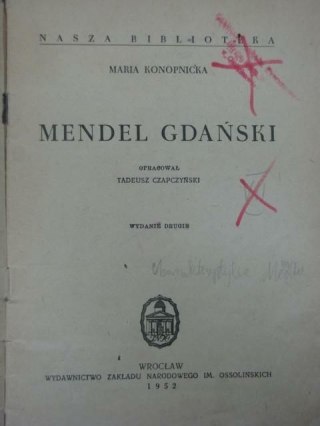 NASZA BIBLIOTEKA
MARIA KONOPNICKA
MENDEL GDAŃSKI
OPRACOWAŁ
TADEUSZ CZAPCZYŃSKI
WYDANIE DRUGIE
WROCŁAW
WYDAWNICTWO ZAKŁADU NARODOWEGO IM. OSSOLIŃSKICH
1952